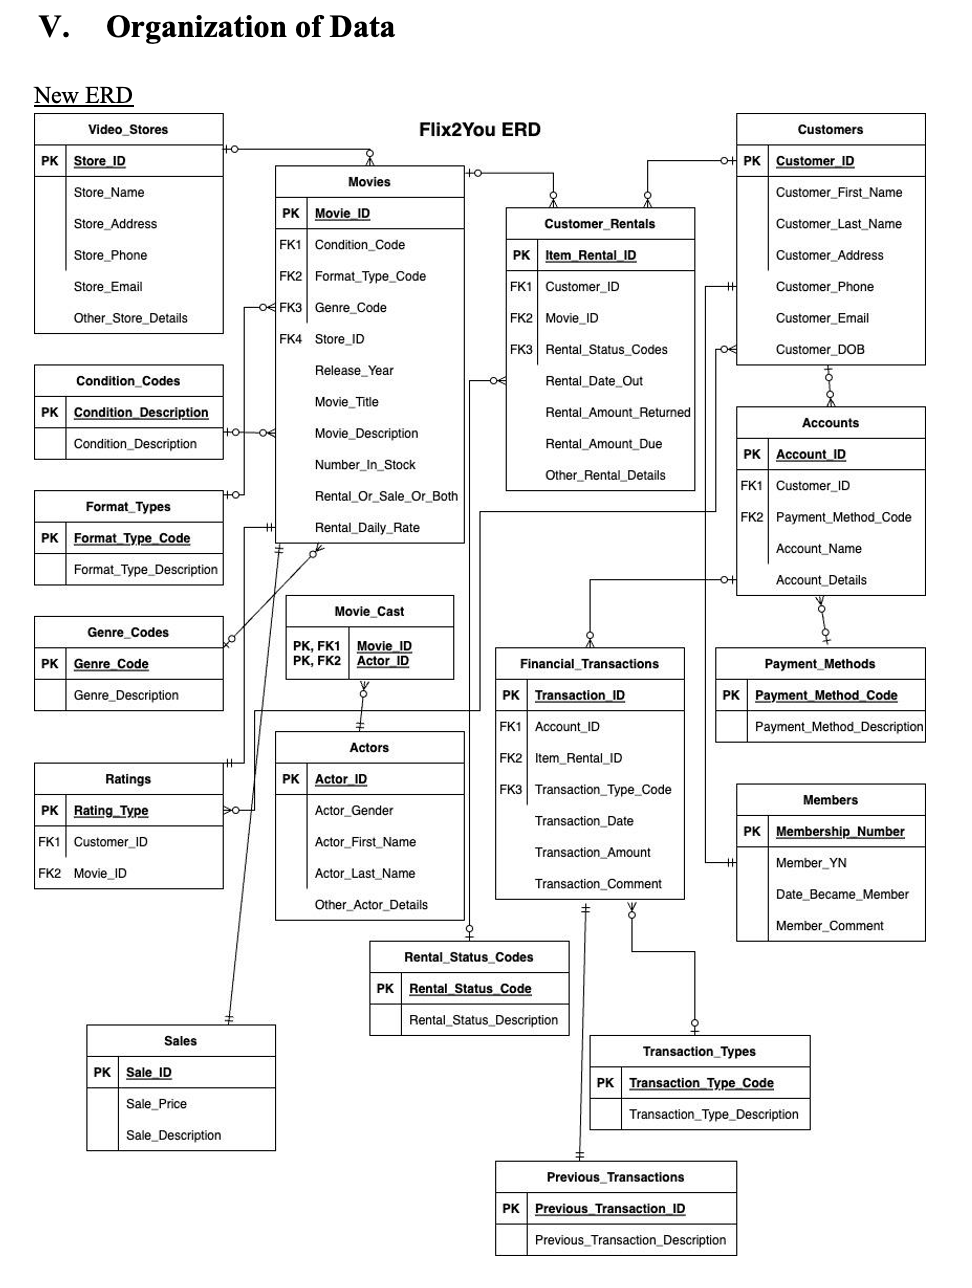 V. Organization of Data
New ERD
Flix2You ERD
Video_Stores
PK Store_ID
Store_Name
Store_Address
Store_Phone
Store_Email
Other_Store_Details
Condition_Codes
PK Condition_Description
Condition_Description
Format_Types
PK Format_Type_Code
Format_Type_Description
Genre_Codes
PK Genre_Code
Genre_Description
Ratings
PK Rating_Type
FK1 Customer_ID
FK2 Movie_ID
Movies
PK Movie_ID
FK1 Condition_Code
FK2 Format_Type_Code
FK3 Genre_Code
FK4 Store_ID
Release_Year
Movie_Title
Movie_Description
Number_In_Stock
Rental_Or_Sale_Or_Both
Rental_Daily_Rate
Movie_Cast
PK, FK1 Movie_ID
PK, FK2 Actor_ID
Actors
PK Actor_ID
Actor_Gender
Actor_First_Name
Actor_Last_Name
Other_Actor_Details
Customer_Rentals
PK Item_Rental_ID
FK1 Customer_ID
FK2 Movie_ID
FK3 Rental_Status_Codes
Rental_Date_Out
Rental_Amount_Returned
Rental_Amount_Due
Other_Rental_Details
Customers
PK Customer_ID
Customer_First_Name
Customer_Last_Name
Customer_Address
Customer_Phone
Customer_Email
Customer_DOB
Accounts
PK Account_ID
FK1 Customer_ID
FK2 Payment_Method_Code
Account_Name
Account_Details
Financial_Transactions
PK Transaction_ID
FK1 Account_ID
FK2 Item_Rental_ID
FK3 Transaction_Type_Code
Transaction_Date
Transaction_Amount
Transaction_Comment
Payment_Methods
PK Payment_Method_Code
Payment_Method_Description
Members
PK Membership_Number
Member_YN
Date_Became_Member
Member_Comment
Rental_Status_Codes
PK Rental_Status_Code
Rental_Status_Description
Sales
PK Sale_ID
Sale_Price
Sale_Description
Transaction_Types
PK Transaction_Type_Code
Transaction_Type_Description
Previous_Transactions
PK Previous_Transaction_ID
Previous_Transaction_Description